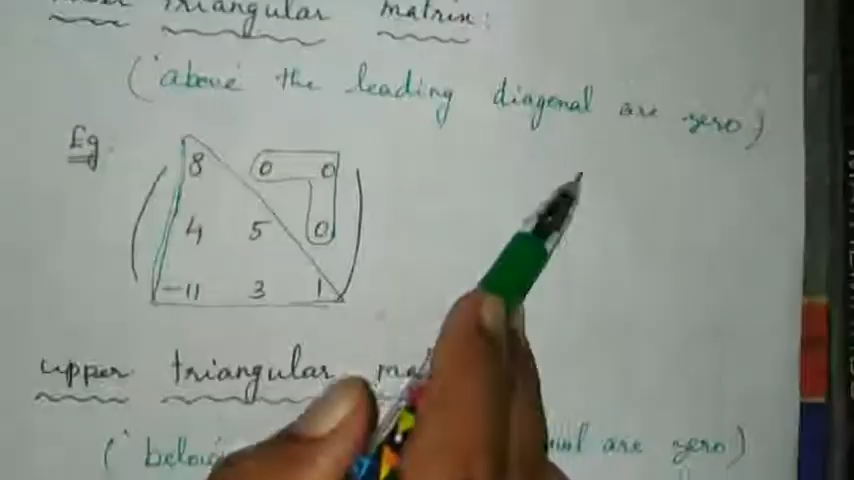 triangular matrix:
(above the leading diagonal are zero)
Eg.
8 0 0
4 5 0
-11 3 1
upper triangular
are zero)